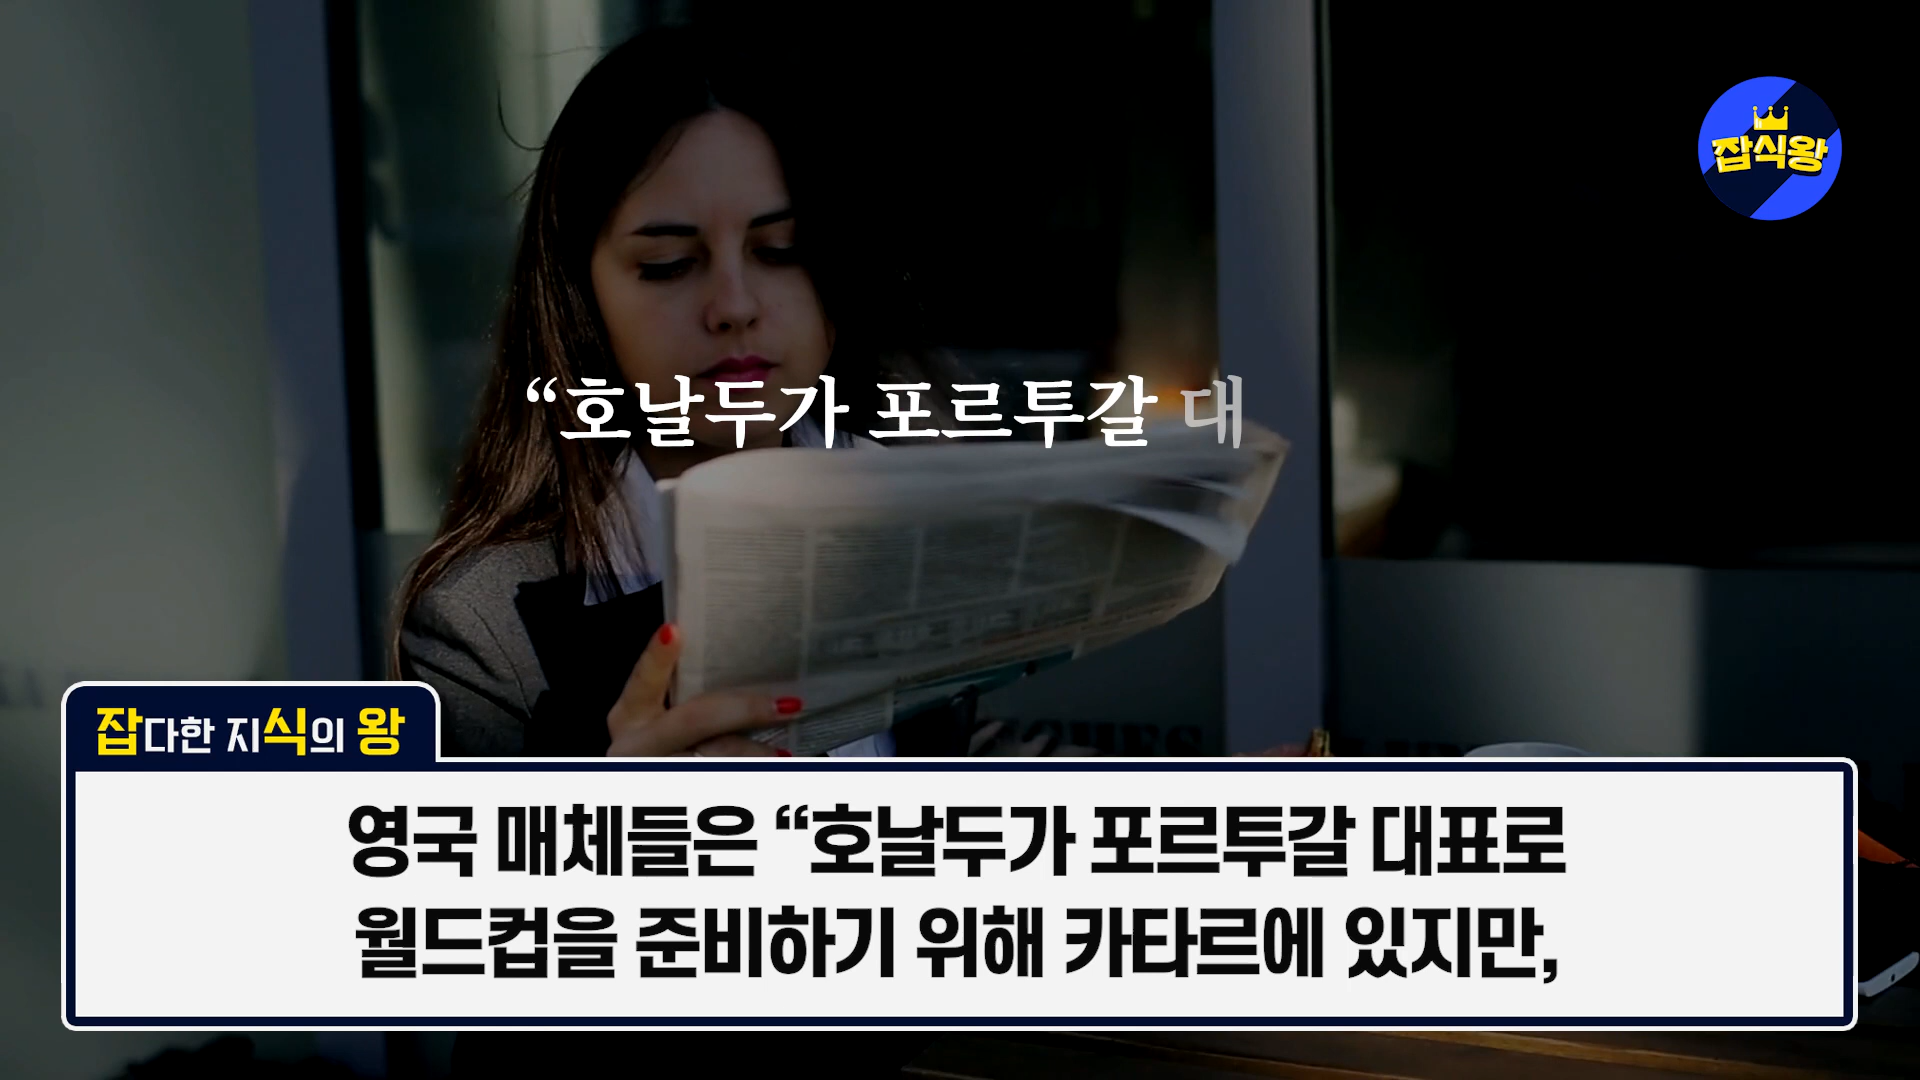 잡식왕
“호날두가 포르투갈 대
잡다한 지식의 왕
영국 매체들은 “호날두가 포르투갈 대표로
월드컵을 준비하기 위해 카타르에 있지만,